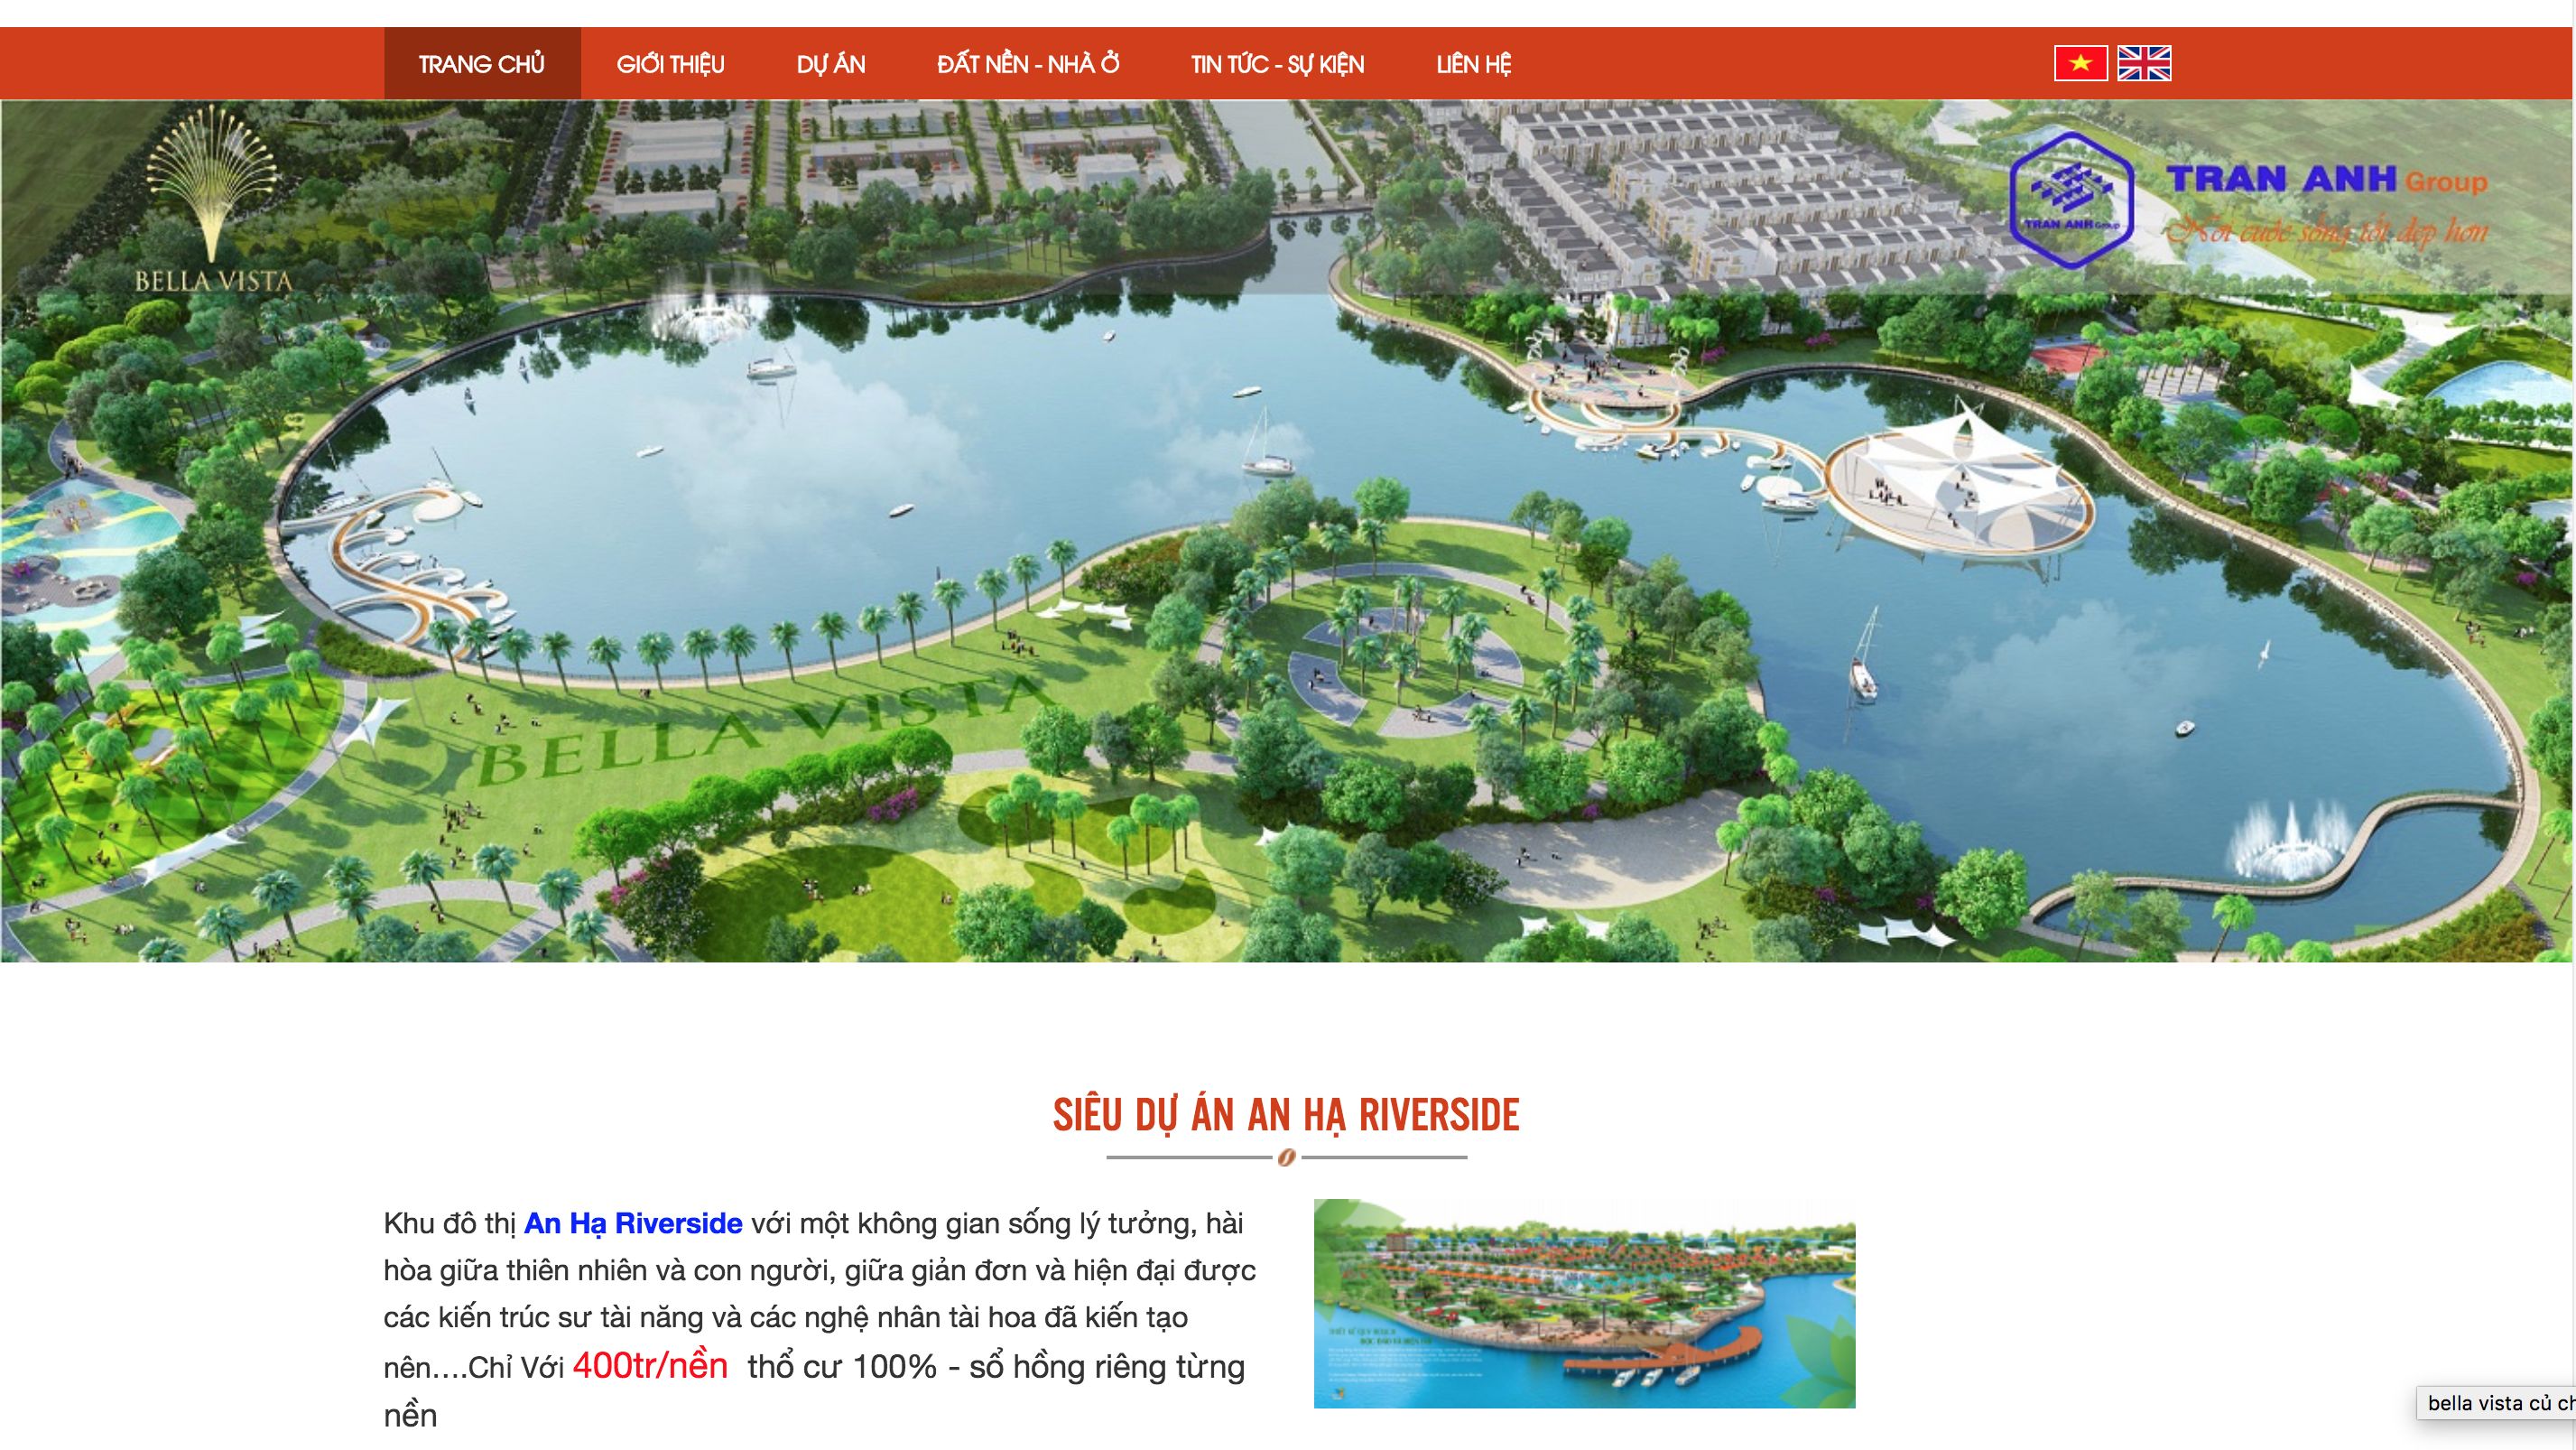 TRANG CHỦ GIỚI THIỆU DỰ ÁN ĐẤT NỀN - NHÀ Ở TIN TỨC - SỰ KIỆN LIÊN HỆ
BELLA VISTA
TRAN ANH Group
TRAN ANH Group
Nơi cuộc sống tốt đẹp hơn
BELLA VISTA
SIÊU DỰ ÁN AN HẠ RIVERSIDE
Khu đô thị An Hạ Riverside với một không gian sống lý tưởng, hài
hòa giữa thiên nhiên và con người, giữa giản đơn và hiện đại được
các kiến trúc sư tài năng và các nghệ nhân tài hoa đã kiến tạo
nên....Chỉ Với 400tr/nền thổ cư 100% - sổ hồng riêng từng
nền
bella vista củ